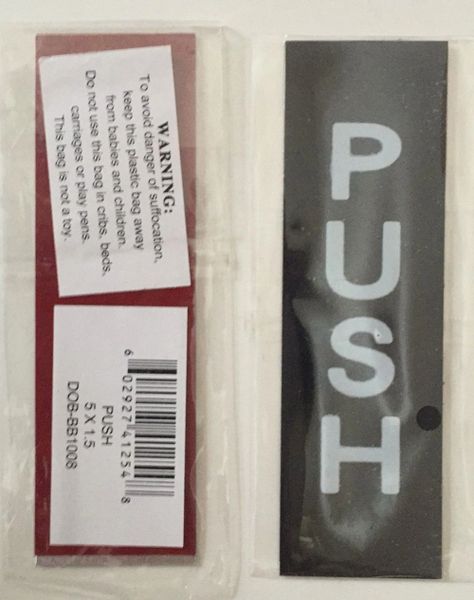 WARNING:
To avoid danger of suffocation,
keep this plastic bag away
from babies and children.
Do not use this bag in cribs, beds,
carriages or play pens.
This bag is not a toy.
6 02927 41254 8
PUSH
5 X 1.5
DOB-BB1008
P
U
S
H